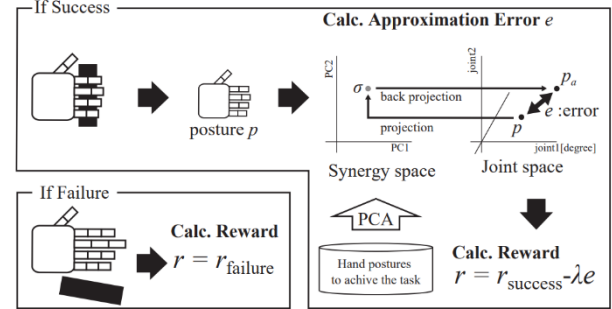 If Success
Calc. Approximation Error e
posture p
PC2
σ
back projection
projection
PC1
Synergy space
joint2
pₐ
e :error
p
joint1[degree]
Joint space
If Failure
Calc. Reward
r = r_failure
PCA
Hand postures
to achive the task
Calc. Reward
r = r_success-λe